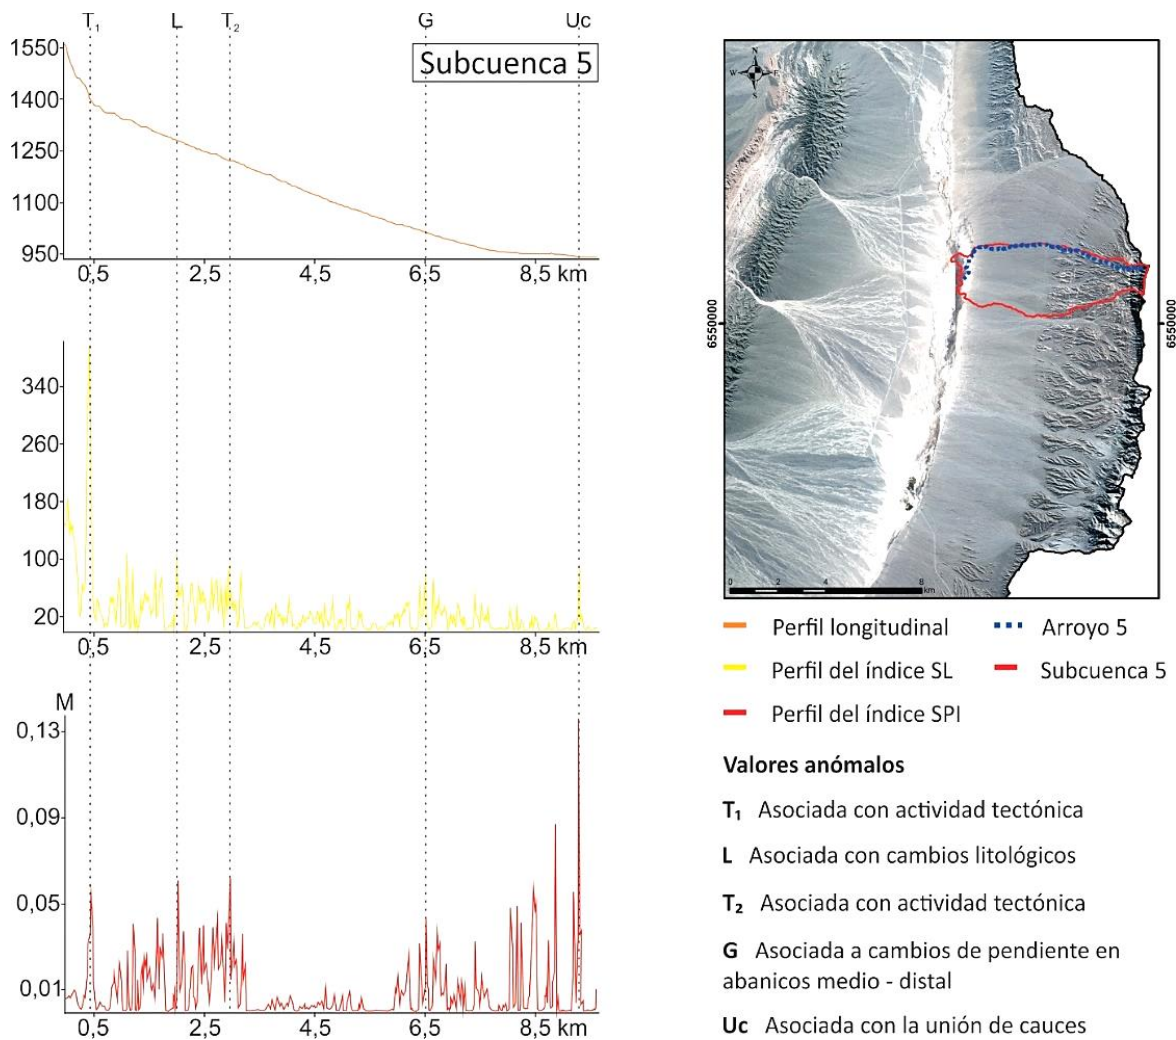 T₁ L T₂ G Uc
Subcuenca 5
1550
1400
1250
1100
950
0,5 2,5 4,5 6,5 8,5 km
340
260
180
100
20
0,5 2,5 4,5 6,5 8,5 km
M
0,13
0,09
0,05
0,01
0,5 2,5 4,5 6,5 8,5 km
N
W E
S
6550000 6550000
0 2 4 8
km
Perfil longitudinal Arroyo 5
Perfil del índice SL Subcuenca 5
Perfil del índice SPI
Valores anómalos
T₁ Asociada con actividad tectónica
L Asociada con cambios litológicos
T₂ Asociada con actividad tectónica
G Asociada a cambios de pendiente en
abanicos medio - distal
Uc Asociada con la unión de cauces